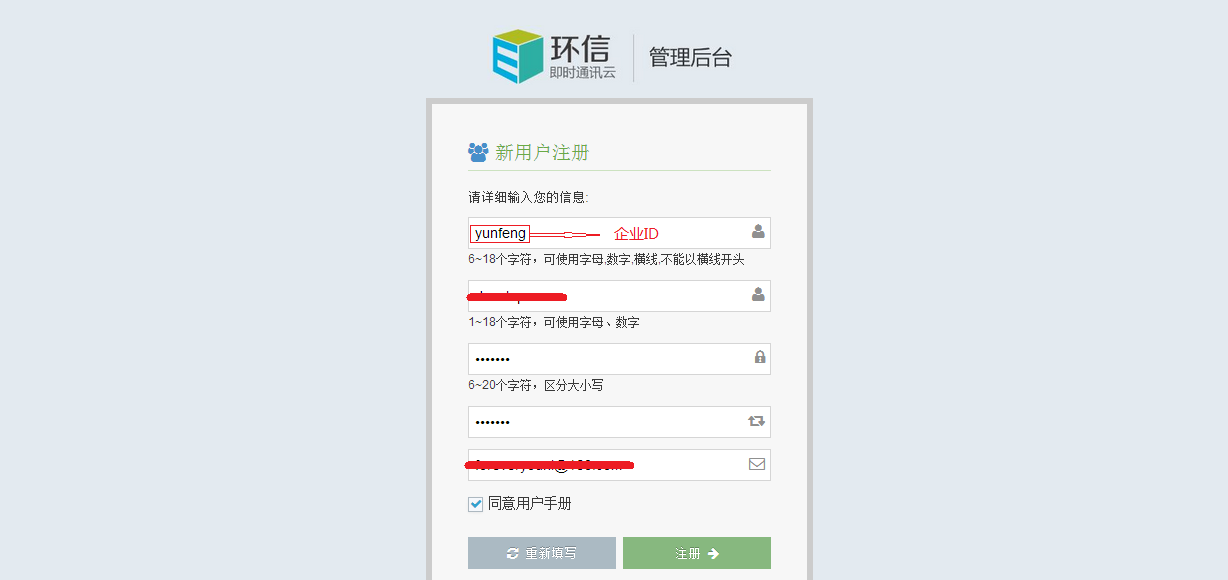 环信
即时通讯云
管理后台
新用户注册
请详细输入您的信息:
yunfeng 企业ID
6~18个字符，可使用字母,数字,横线,不能以横线开头
1~18个字符，可使用字母、数字
•••••••
6~20个字符，区分大小写
•••••••
同意用户手册
重新填写 注册